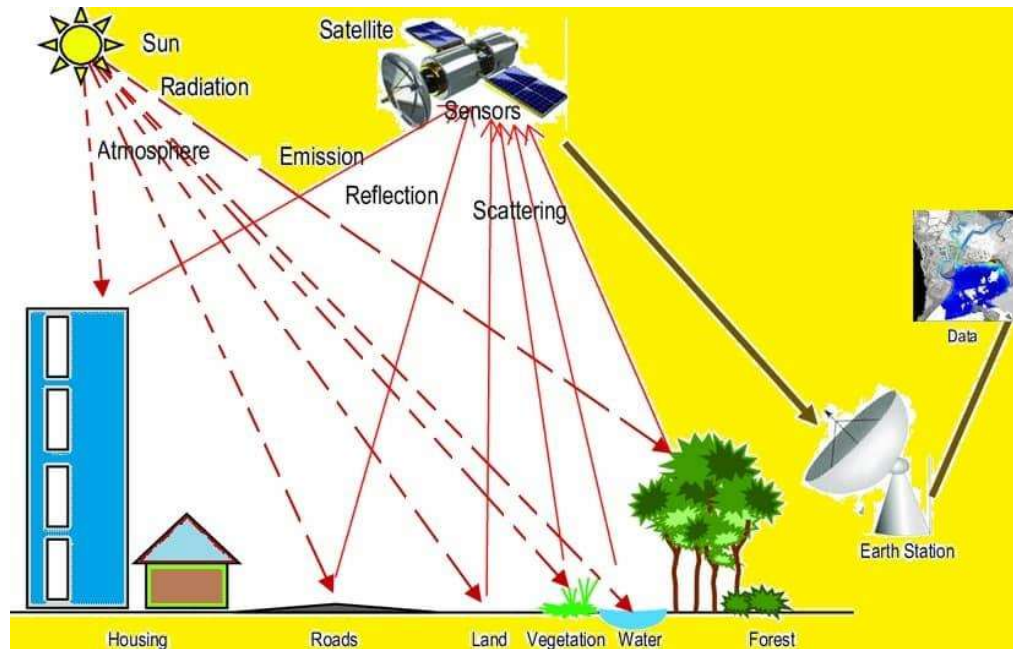 Sun
Satellite
Radiation
Sensors
Atmosphere
Emission
Reflection
Scattering
Data
Earth Station
Housing
Roads
Land
Vegetation
Water
Forest